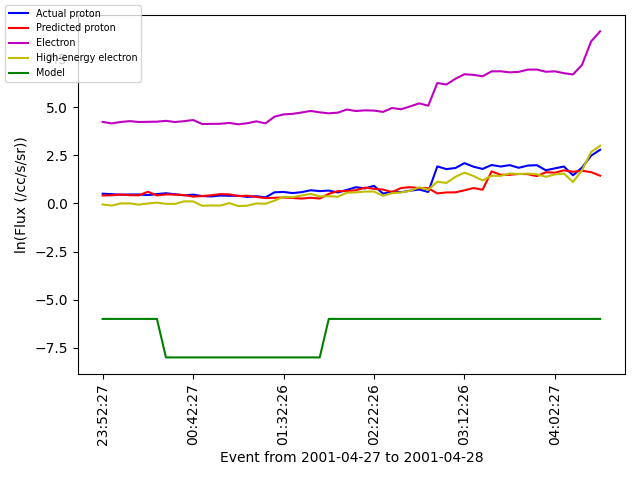 Actual proton
Predicted proton
Electron
High-energy electron
Model
5.0
2.5
0.0
−2.5
−5.0
−7.5
ln(Flux (/cc/s/sr))
23:52:27
00:42:27
01:32:26
02:22:26
03:12:26
04:02:27
Event from 2001-04-27 to 2001-04-28